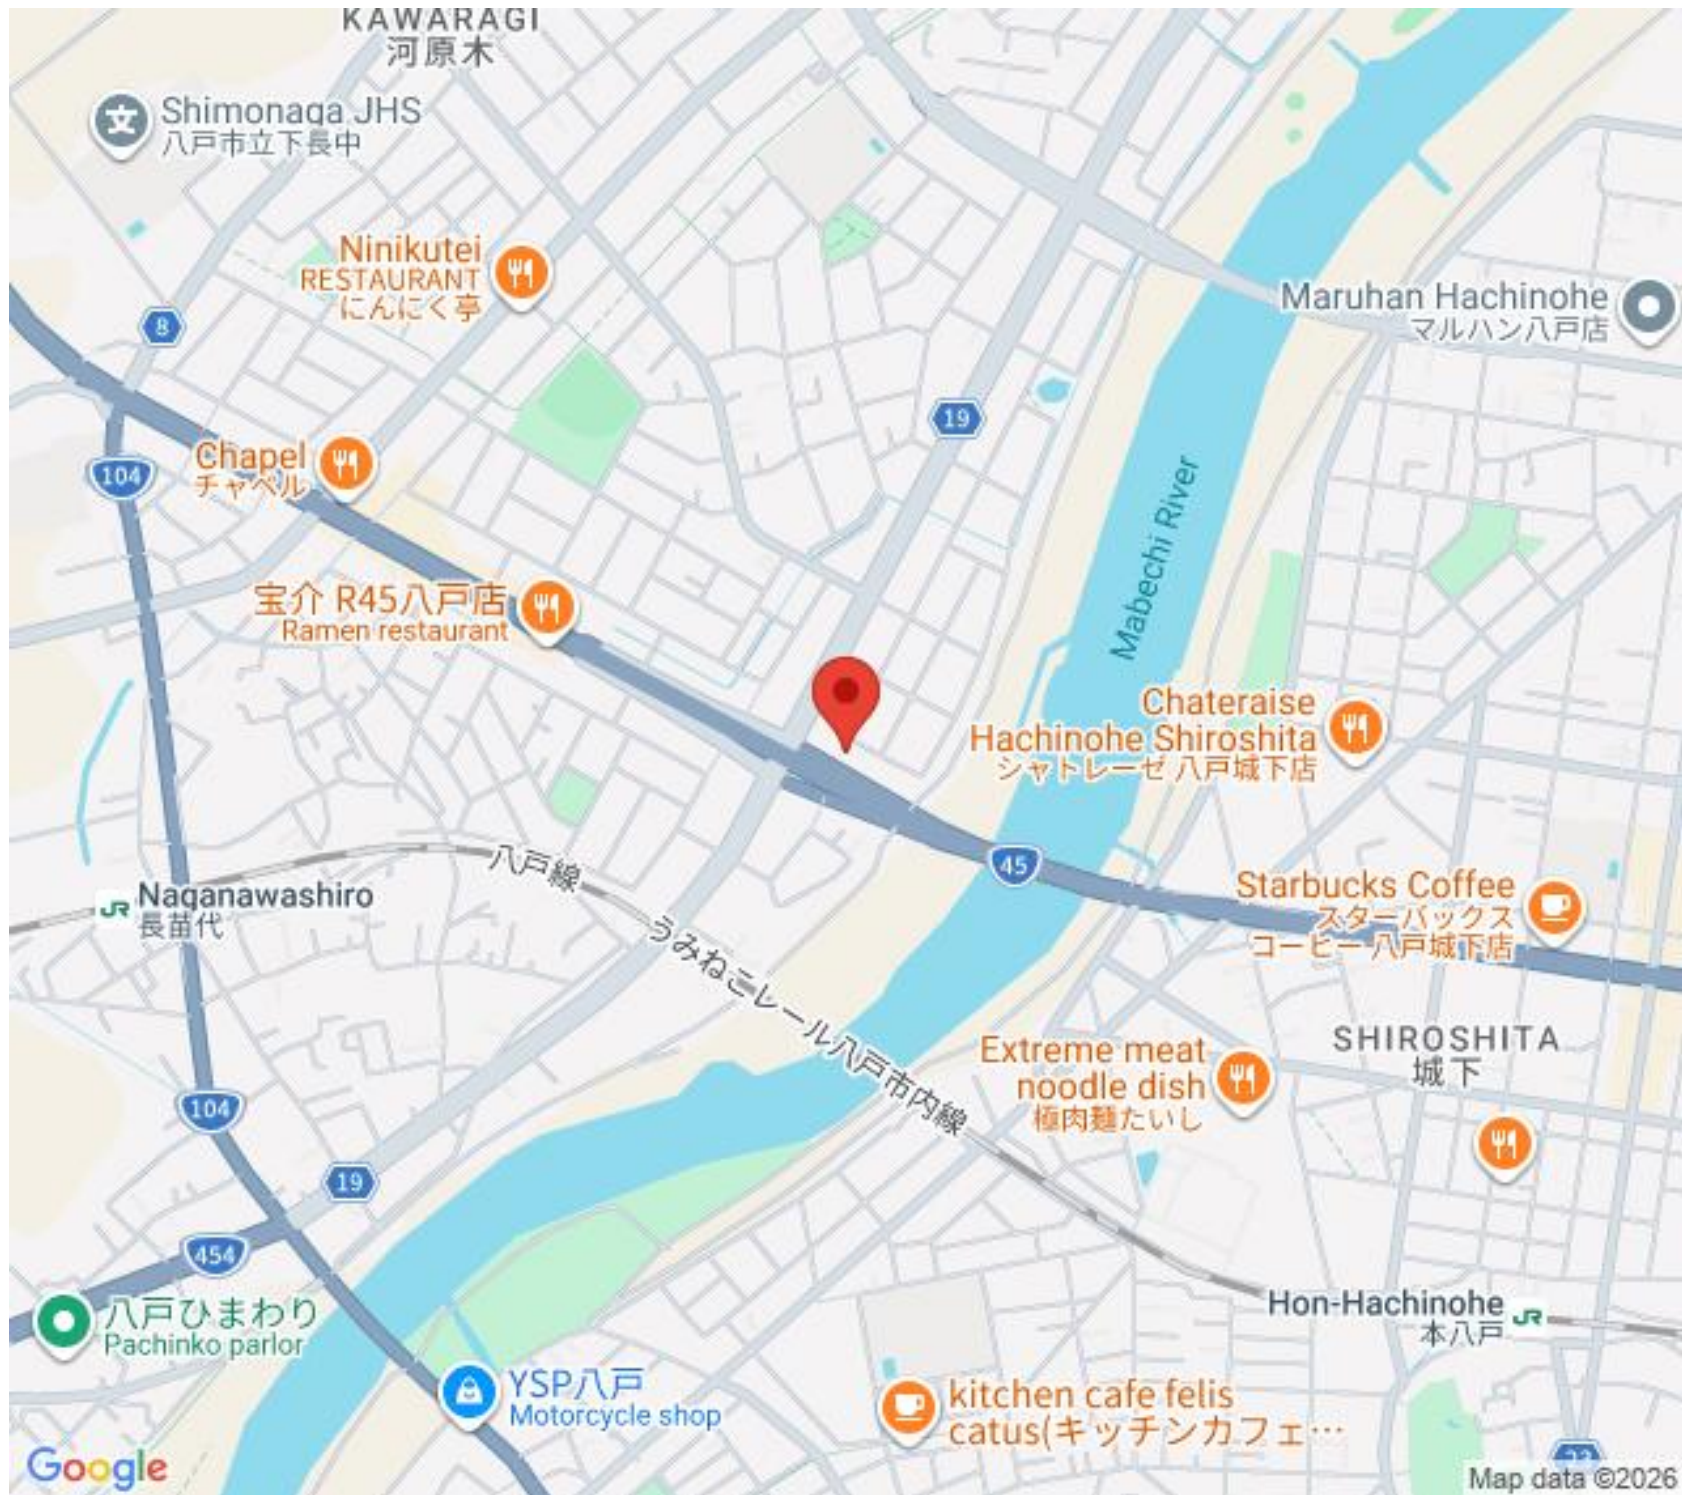 KAWARAGI
河原木
Shimonaga JHS
八戸市立下長中
Ninikutei
RESTAURANT
にんにく亭
8
Maruhan Hachinohe
マルハン八戸店
19
Chapel
チャペル
104
Mabechi River
宝介 R45八戸店
Ramen restaurant
Chateraise
Hachinohe Shiroshita
シャトレーゼ 八戸城下店
八戸線
45
Naganawashiro
長苗代
JR
Starbucks Coffee
スターバックス
コーヒー 八戸城下店
うみねこレール八戸市内線
SHIROSHITA
城下
Extreme meat
noodle dish
極肉麺たいし
104
19
454
八戸ひまわり
Pachinko parlor
Hon-Hachinohe
本八戸
JR
YSP八戸
Motorcycle shop
kitchen cafe felis
catus(キッチンカフェ…
Google
Map data ©2026